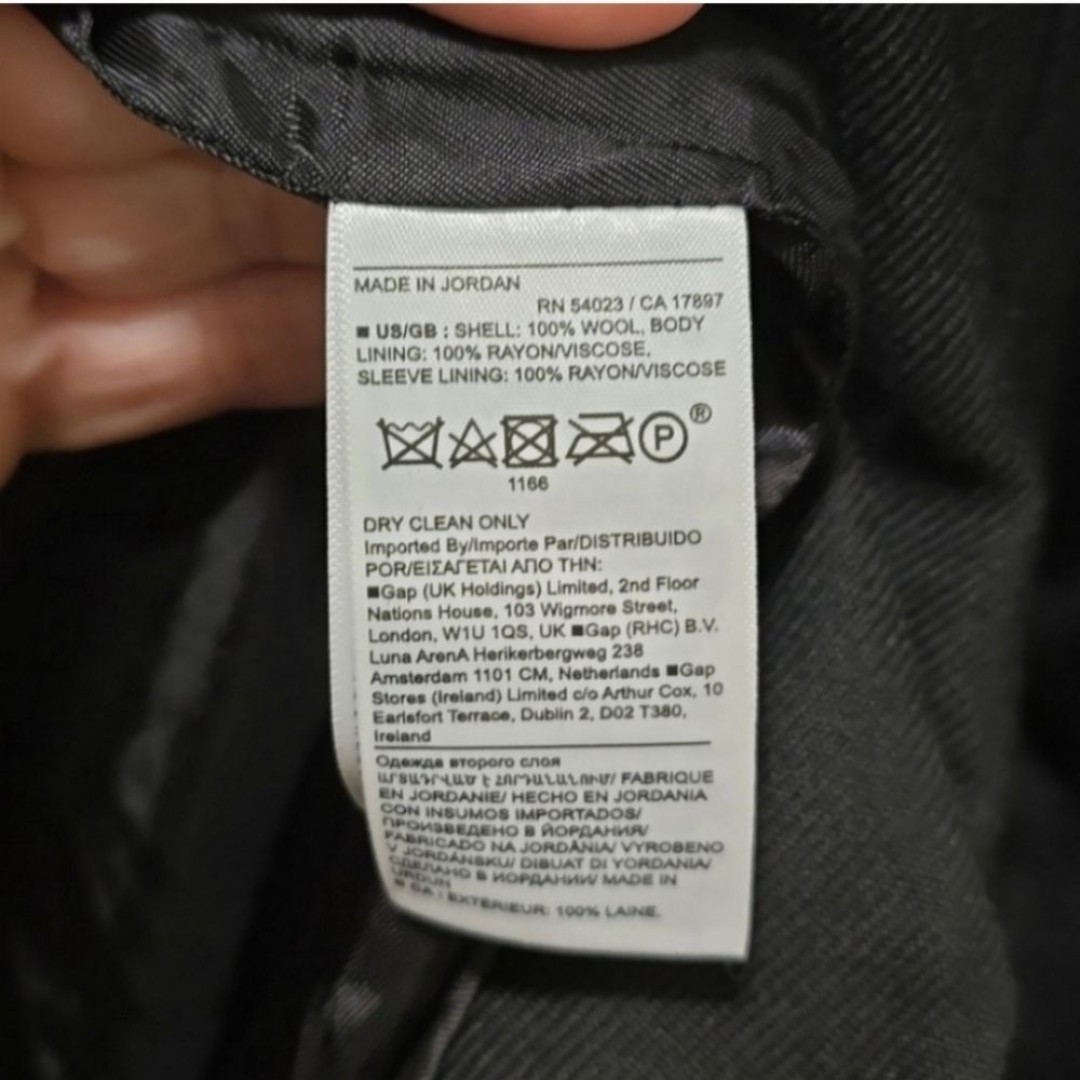 MADE IN JORDAN
RN 54023 / CA 17897
■ US/GB : SHELL: 100% WOOL, BODY
LINING: 100% RAYON/VISCOSE,
SLEEVE LINING: 100% RAYON/VISCOSE
P ®
1166
DRY CLEAN ONLY
Imported By/Importe Par/DISTRIBUIDO
POR/ΕΙΣΑΓΕΤΑΙ ΑΠΟ ΤΗΝ:
■Gap (UK Holdings) Limited, 2nd Floor
Nations House, 103 Wigmore Street,
London, W1U 1QS, UK ■Gap (RHC) B.V.
Luna ArenA Herikerbergweg 238
Amsterdam 1101 CM, Netherlands ■Gap
Stores (Ireland) Limited c/o Arthur Cox, 10
Earlsfort Terrace, Dublin 2, D02 T380,
Ireland
Одежда второго слоя
FABRIQUE
EN JORDANIE/ HECHO EN JORDANIA
CON INSUMOS IMPORTADOS/
ПРОИЗВЕДЕНО В ЙОРДАНИЯ/
FABRICADO NA JORDÂNIA/ VYROBENO
V JORDÁNSKU/ DIBUAT DI YORDANIA/
СДЕЛАНО В ИОРДАНИИ/ MADE IN
URDUN
■ CA : EXTÉRIEUR: 100% LAINE,